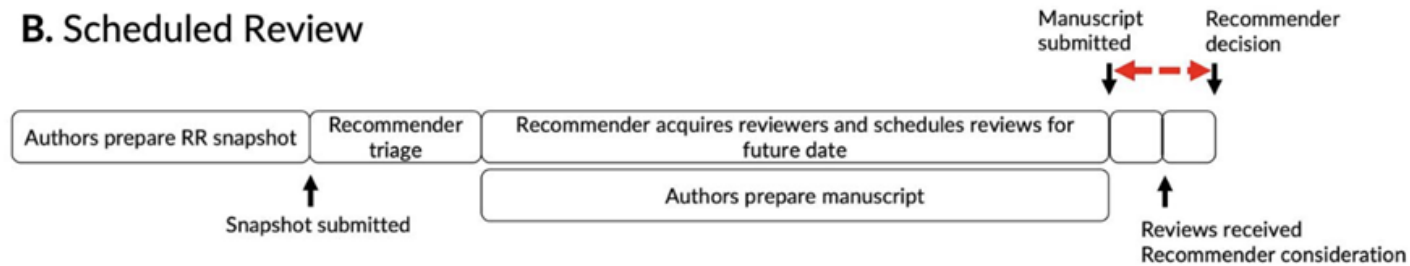 B. Scheduled Review
Manuscript
submitted
Recommender
decision
Authors prepare RR snapshot
Recommender
triage
Recommender acquires reviewers and schedules reviews for
future date
Authors prepare manuscript
Snapshot submitted
Reviews received
Recommender consideration